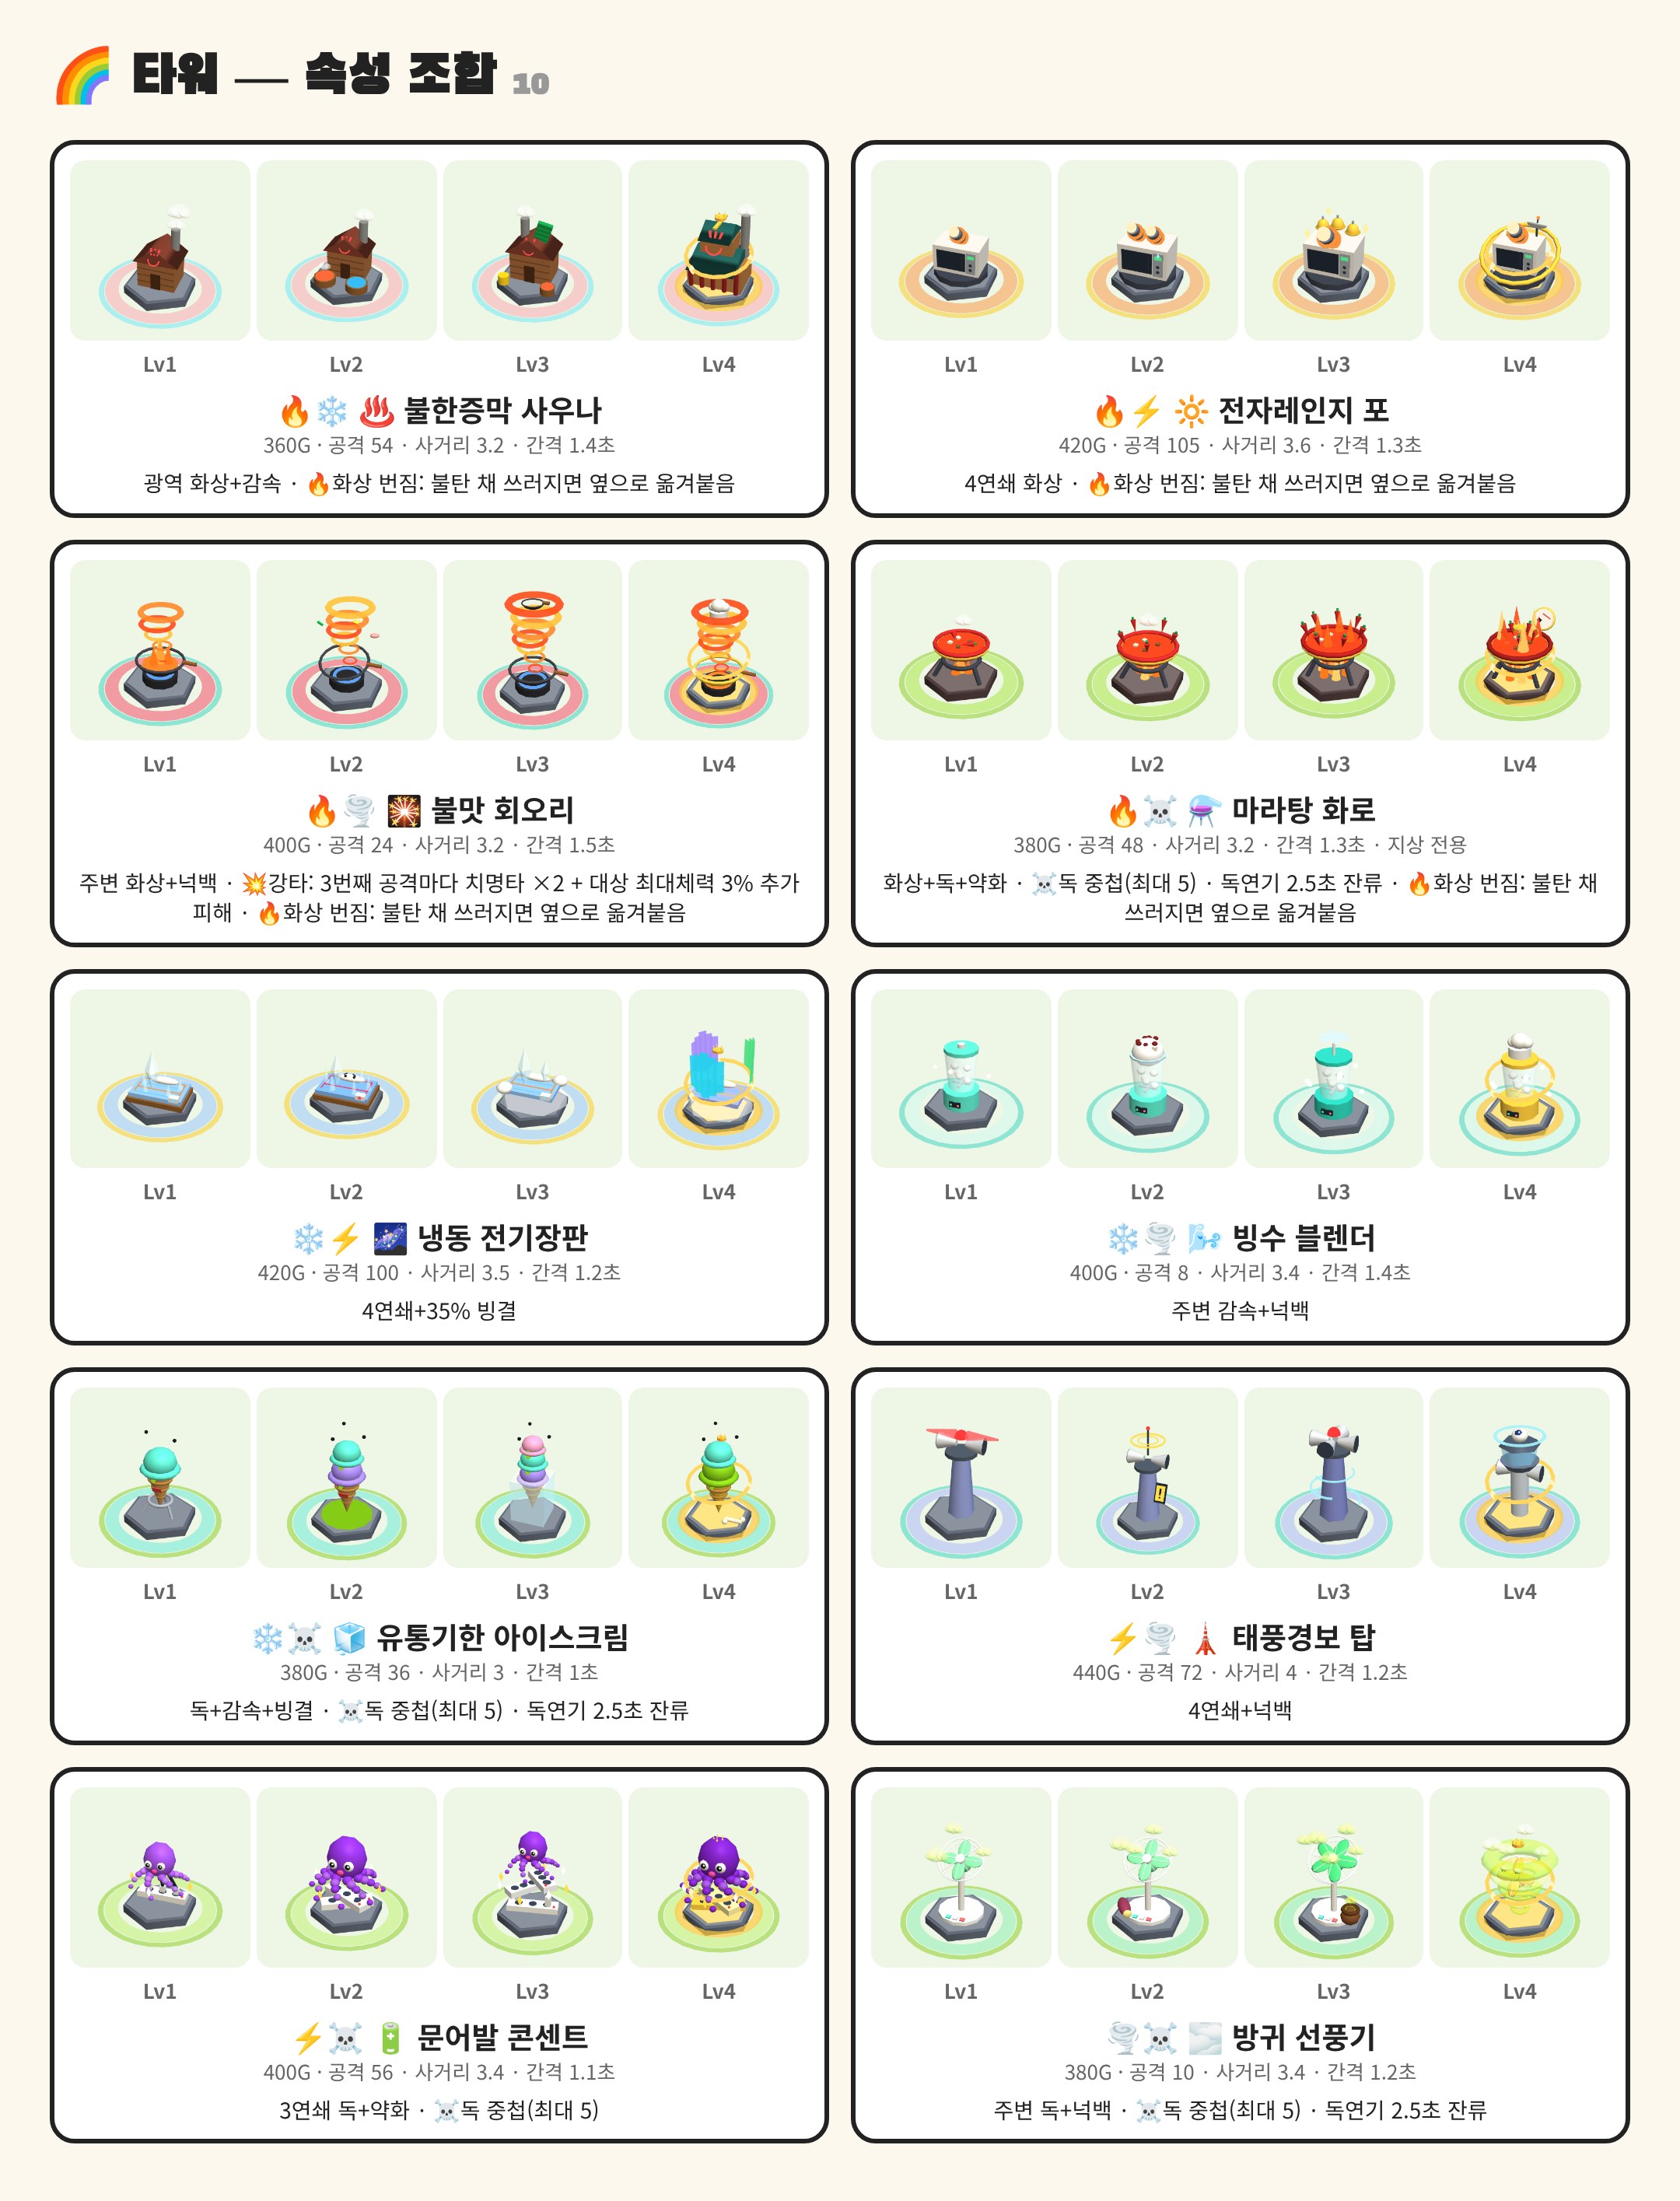 🌈 타워 — 속성 조합 10
Lv1 Lv2 Lv3 Lv4
🔥❄️ ♨️ 불한증막 사우나
360G · 공격 54 · 사거리 3.2 · 간격 1.4초
광역 화상+감속 · 🔥화상 번짐: 불탄 채 쓰러지면 옆으로 옮겨붙음
Lv1 Lv2 Lv3 Lv4
🔥⚡ 🔆 전자레인지 포
420G · 공격 105 · 사거리 3.6 · 간격 1.3초
4연쇄 화상 · 🔥화상 번짐: 불탄 채 쓰러지면 옆으로 옮겨붙음
Lv1 Lv2 Lv3 Lv4
🔥🌪️ 🎇 불맛 회오리
400G · 공격 24 · 사거리 3.2 · 간격 1.5초
주변 화상+넉백 · 💥강타: 3번째 공격마다 치명타 ×2 + 대상 최대체력 3% 추가
피해 · 🔥화상 번짐: 불탄 채 쓰러지면 옆으로 옮겨붙음
Lv1 Lv2 Lv3 Lv4
🔥☠️ ⚗️ 마라탕 화로
380G · 공격 48 · 사거리 3.2 · 간격 1.3초 · 지상 전용
화상+독+약화 · ☠️독 중첩(최대 5) · 독연기 2.5초 잔류 · 🔥화상 번짐: 불탄 채
쓰러지면 옆으로 옮겨붙음
Lv1 Lv2 Lv3 Lv4
❄️⚡ 🌌 냉동 전기장판
420G · 공격 100 · 사거리 3.5 · 간격 1.2초
4연쇄+35% 빙결
Lv1 Lv2 Lv3 Lv4
❄️🌪️ 🌬️ 빙수 블렌더
400G · 공격 8 · 사거리 3.4 · 간격 1.4초
주변 감속+넉백
Lv1 Lv2 Lv3 Lv4
❄️☠️ 🧊 유통기한 아이스크림
380G · 공격 36 · 사거리 3 · 간격 1초
독+감속+빙결 · ☠️독 중첩(최대 5) · 독연기 2.5초 잔류
Lv1 Lv2 Lv3 Lv4
⚡🌪️ 🗼 태풍경보 탑
440G · 공격 72 · 사거리 4 · 간격 1.2초
4연쇄+넉백
Lv1 Lv2 Lv3 Lv4
⚡☠️ 🔋 문어발 콘센트
400G · 공격 56 · 사거리 3.4 · 간격 1.1초
3연쇄 독+약화 · ☠️독 중첩(최대 5)
Lv1 Lv2 Lv3 Lv4
🌪️☠️ 🌫️ 방귀 선풍기
380G · 공격 10 · 사거리 3.4 · 간격 1.2초
주변 독+넉백 · ☠️독 중첩(최대 5) · 독연기 2.5초 잔류